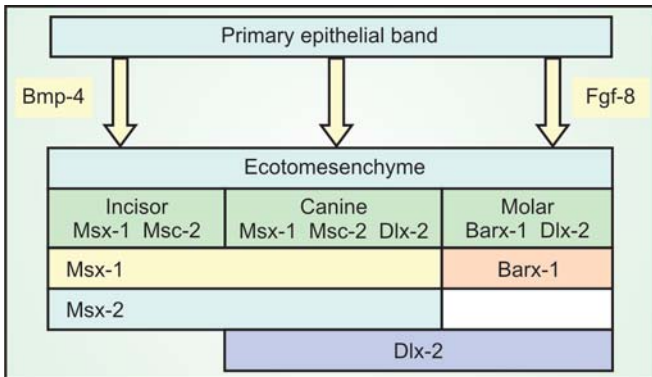 Primary epithelial band
Bmp-4
Fgf-8
Ecotomesenchyme
Incisor
Msx-1 Msc-2
Canine
Msx-1 Msc-2 Dlx-2
Molar
Barx-1 Dlx-2
Msx-1
Barx-1
Msx-2
Dlx-2